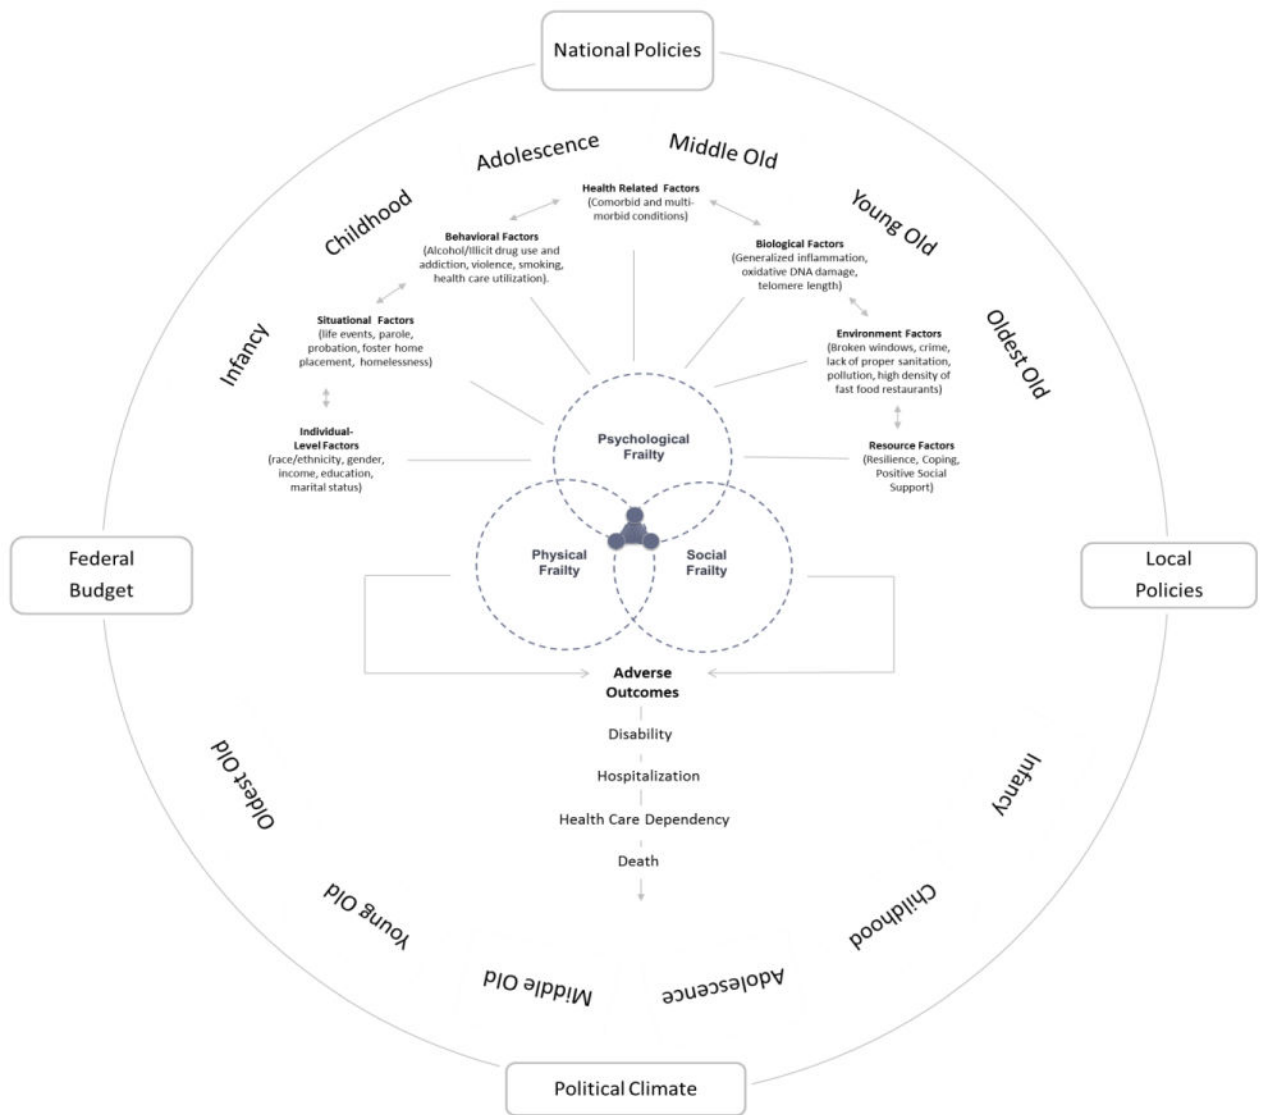 National Policies
Adolescence
Middle Old
Childhood
Young Old
Infancy
Oldest Old
Health Related Factors
(Comorbid and multi-
morbid conditions)
Behavioral Factors
(Alcohol/Illicit drug use and
addiction, violence, smoking,
health care utilization).
Biological Factors
(Generalized inflammation,
oxidative DNA damage,
telomere length)
Situational Factors
(life events, parole,
probation, foster home
placement, homelessness)
Environment Factors
(Broken windows, crime,
lack of proper sanitation,
pollution, high density of
fast food restaurants)
Individual-
Level Factors
(race/ethnicity, gender,
income, education,
marital status)
Resource Factors
(Resilience, Coping,
Positive Social
Support)
Psychological
Frailty
Physical
Frailty
Social
Frailty
Federal
Budget
Local
Policies
Adverse
Outcomes
Disability
Hospitalization
Health Care Dependency
Death
Oldest Old
Infancy
Young Old
Childhood
Middle Old
Adolescence
Political Climate